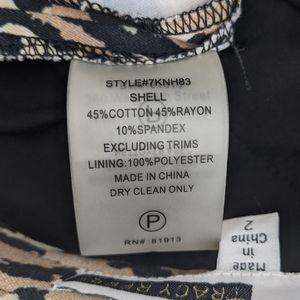 STYLE#7KNH83
SHELL
45%COTTON 45%RAYON
10%SPANDEX
EXCLUDING TRIMS
LINING:100%POLYESTER
MADE IN CHINA
DRY CLEAN ONLY
P
RN#: 81913
Made in
China
2